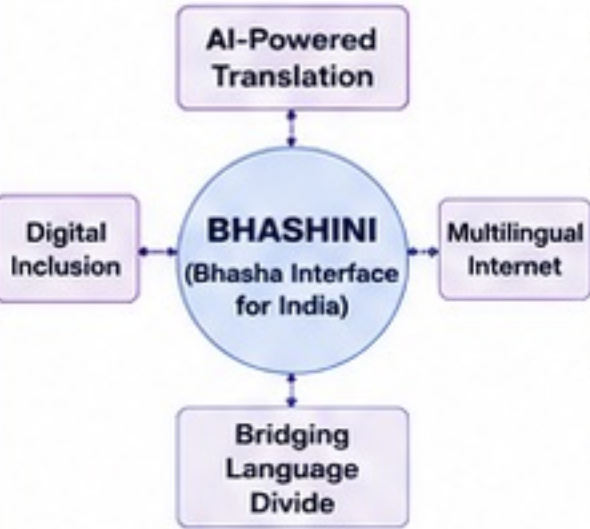 AI-Powered
Translation
Digital
Inclusion
BHASHINI
(Bhasha Interface
for India)
Multilingual
Internet
Bridging
Language
Divide